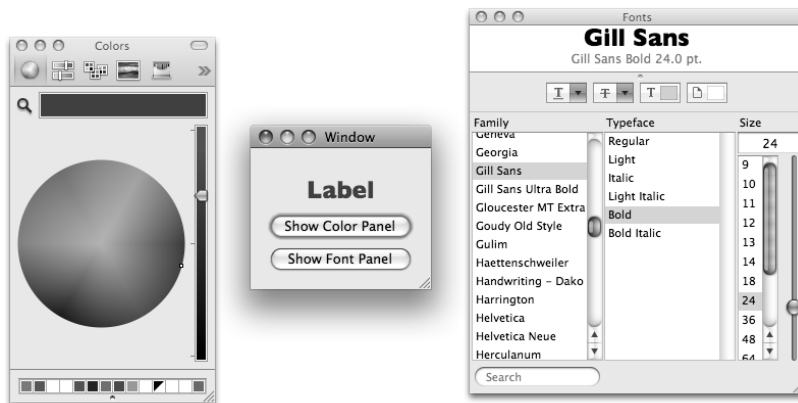 Colors
Window
Label
Show Color Panel
Show Font Panel
Fonts
Gill Sans
Gill Sans Bold 24.0 pt.
T T T
Family Typeface Size
Geneva
Georgia
Gill Sans
Gill Sans Ultra Bold
Gloucester MT Extra
Goudy Old Style
Gulim
Haettenschweiler
Handwriting – Dako
Harrington
Helvetica
Helvetica Neue
Herculanum
Regular
Light
Italic
Light Italic
Bold
Bold Italic
24
9
10
11
12
13
14
18
24
36
48
64
Search